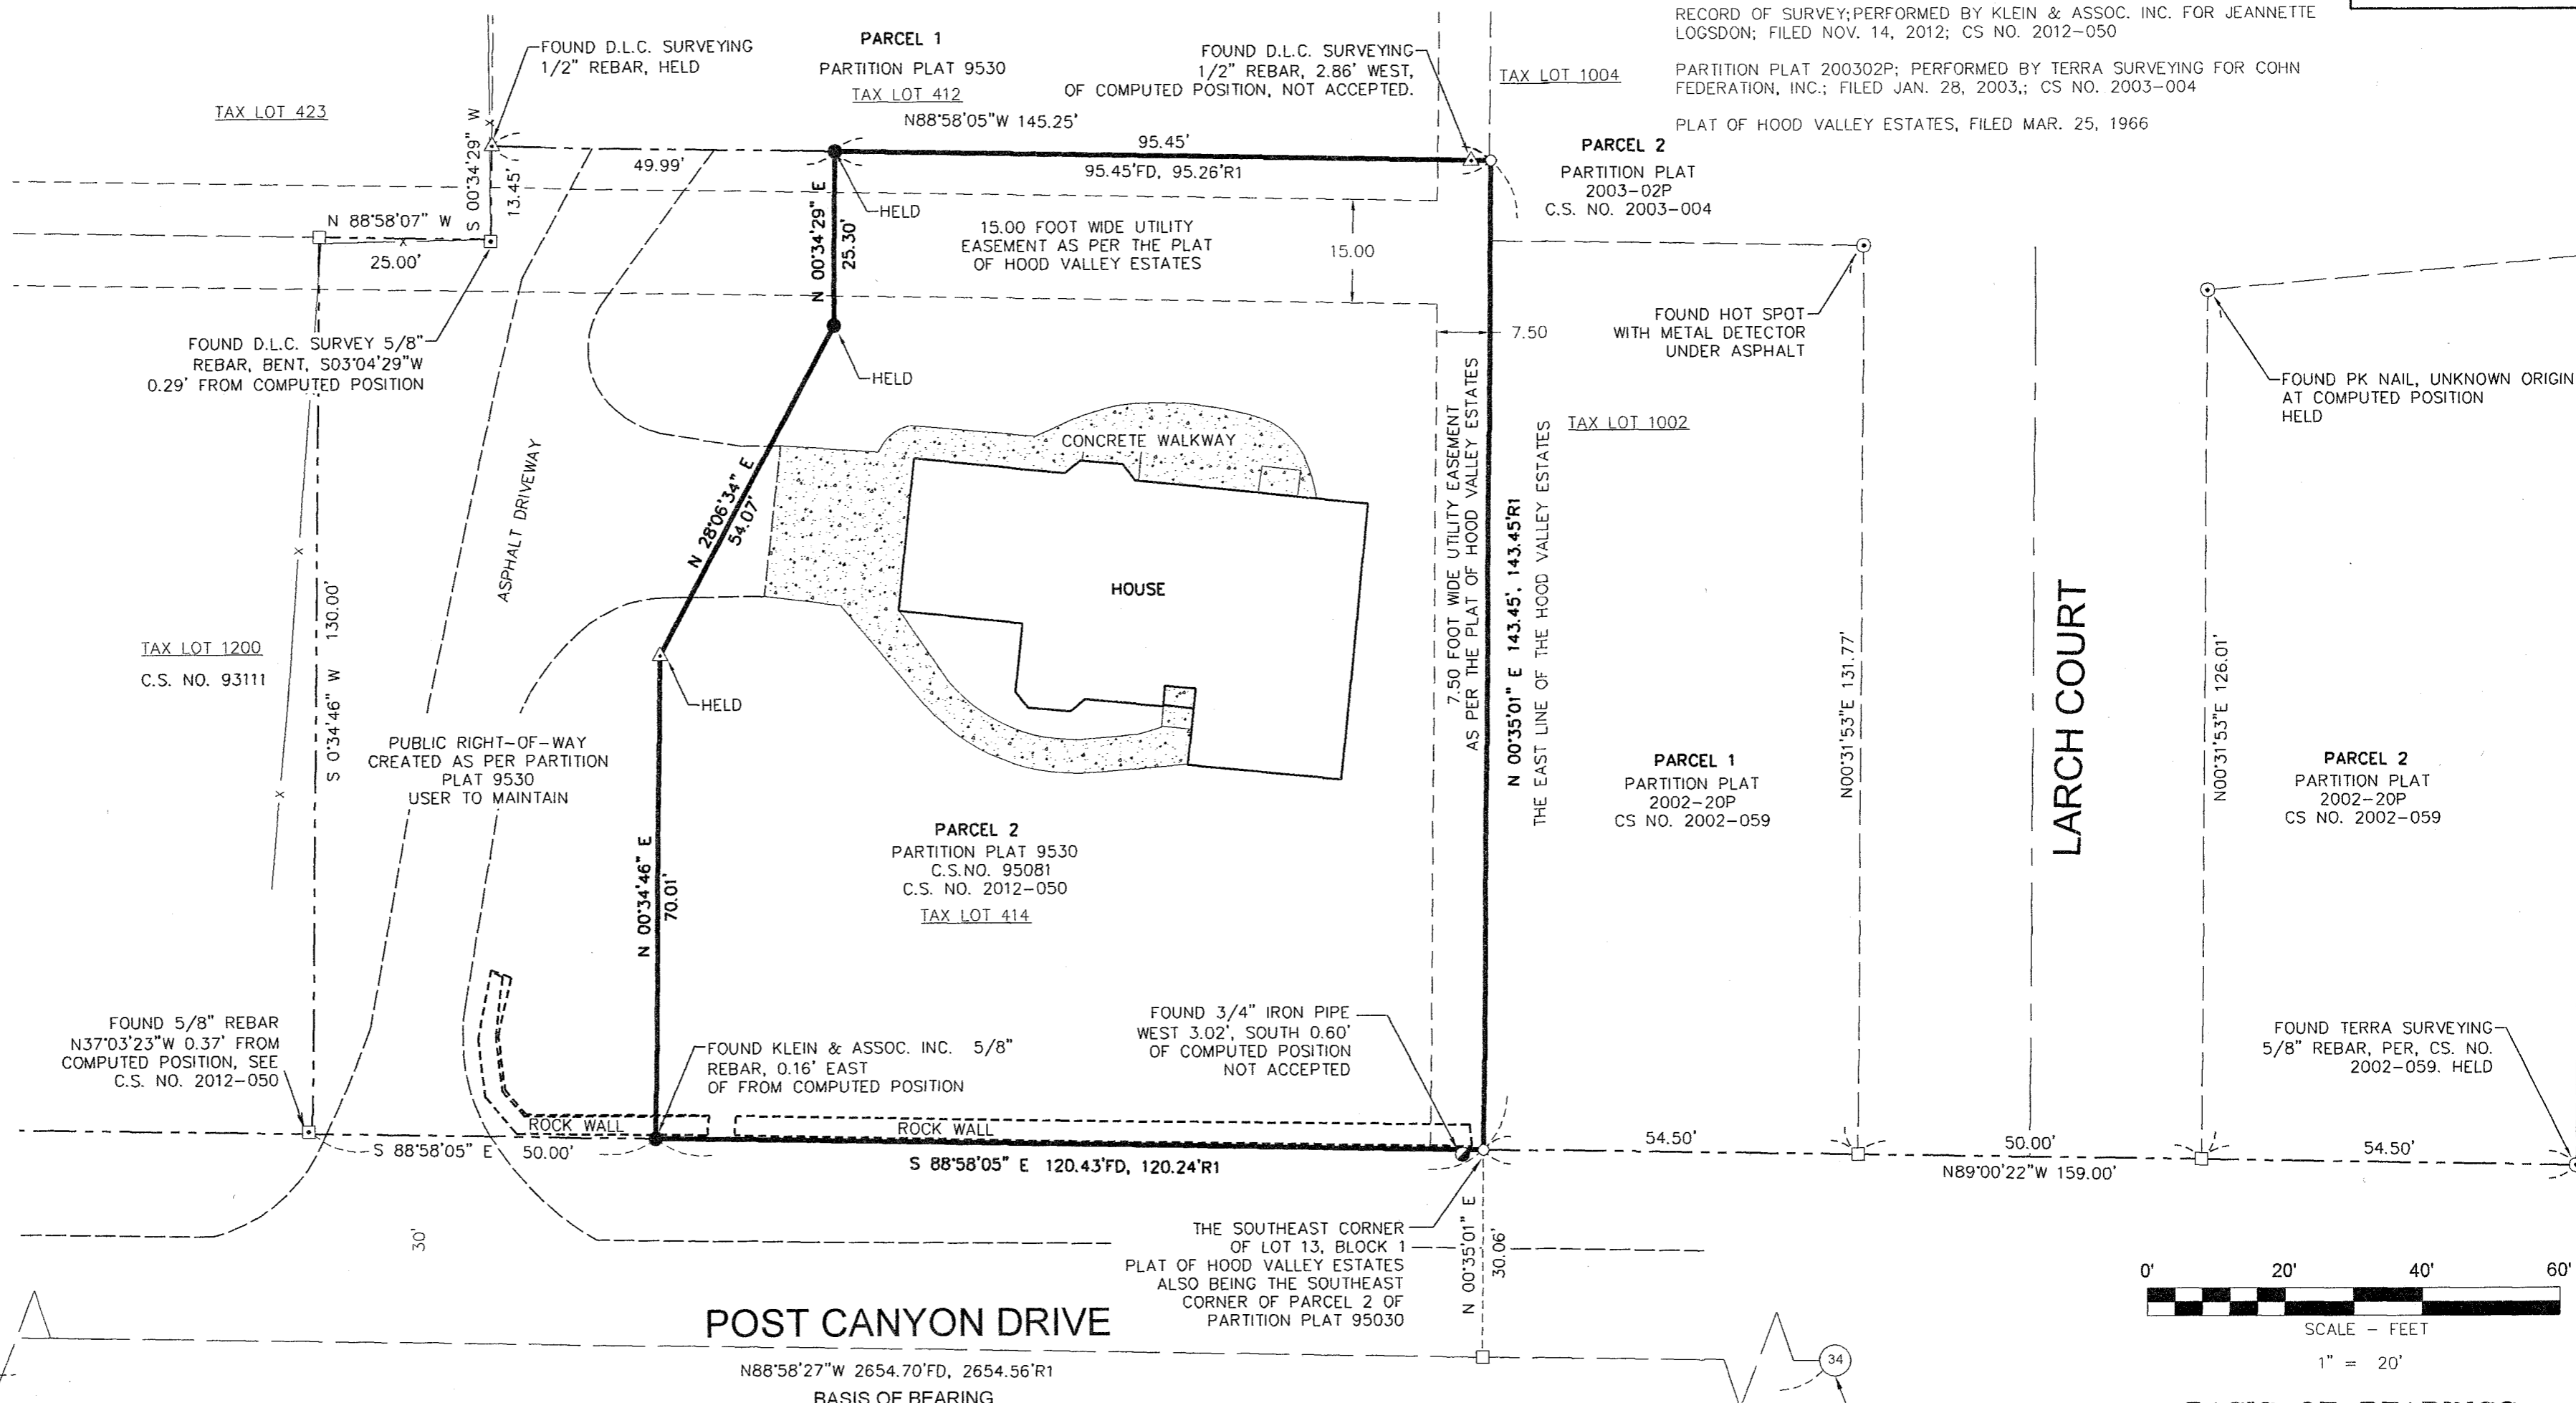 RECORD OF SURVEY;PERFORMED BY KLEIN & ASSOC. INC. FOR JEANNETTE
LOGSDON; FILED NOV. 14, 2012; CS NO. 2012-050
PARTITION PLAT 200302P; PERFORMED BY TERRA SURVEYING FOR COHN
FEDERATION, INC.; FILED JAN. 28, 2003,; CS NO. 2003-004
PLAT OF HOOD VALLEY ESTATES, FILED MAR. 25, 1966
FOUND D.L.C. SURVEYING
1/2" REBAR, HELD
PARCEL 1
PARTITION PLAT 9530
TAX LOT 412
N88°58'05"W 145.25'
FOUND D.L.C. SURVEYING
1/2" REBAR, 2.86' WEST,
OF COMPUTED POSITION, NOT ACCEPTED.
TAX LOT 1004
TAX LOT 423
S 00°34'29" W
13.45'
49.99'
95.45'
95.45'FD, 95.26'R1
PARCEL 2
PARTITION PLAT
2003-02P
C.S. NO. 2003-004
N 88°58'07" W
x
25.00'
N 00°34'29" E
25.30'
HELD
15.00 FOOT WIDE UTILITY
EASEMENT AS PER THE PLAT
OF HOOD VALLEY ESTATES
15.00
7.50
FOUND D.L.C. SURVEY 5/8"
REBAR, BENT, S03°04'29"W
0.29' FROM COMPUTED POSITION
HELD
FOUND HOT SPOT
WITH METAL DETECTOR
UNDER ASPHALT
FOUND PK NAIL, UNKNOWN ORIGIN
AT COMPUTED POSITION
HELD
TAX LOT 1002
CONCRETE WALKWAY
ASPHALT DRIVEWAY
N 28°06'34" E
54.07'
HOUSE
7.50 FOOT WIDE UTILITY EASEMENT
AS PER THE PLAT OF HOOD VALLEY ESTATES
N 00°35'01" E 143.45', 143.45'R1
THE EAST LINE OF THE HOOD VALLEY ESTATES
x
S 0°34'46" W 130.00'
TAX LOT 1200
C.S. NO. 93111
HELD
x
PUBLIC RIGHT-OF-WAY
CREATED AS PER PARTITION
PLAT 9530
USER TO MAINTAIN
N00°31'53"E 131.77'
LARCH COURT
N00°31'53"E 126.01'
PARCEL 1
PARTITION PLAT
2002-20P
CS NO. 2002-059
PARCEL 2
PARTITION PLAT
2002-20P
CS NO. 2002-059
PARCEL 2
PARTITION PLAT 9530
C.S.NO. 95081
C.S. NO. 2012-050
TAX LOT 414
N 00°34'46" E
70.01'
FOUND 5/8" REBAR
N37°03'23"W 0.37' FROM
COMPUTED POSITION, SEE
C.S. NO. 2012-050
FOUND KLEIN & ASSOC. INC. 5/8"
REBAR, 0.16' EAST
OF FROM COMPUTED POSITION
FOUND 3/4" IRON PIPE
WEST 3.02', SOUTH 0.60'
OF COMPUTED POSITION
NOT ACCEPTED
FOUND TERRA SURVEYING
5/8" REBAR, PER, CS. NO.
2002-059. HELD
ROCK WALL
ROCK WALL
S 88°58'05" E 50.00'
S 88°58'05" E 120.43'FD, 120.24'R1
54.50'
50.00'
54.50'
N89°00'22"W 159.00'
30'
THE SOUTHEAST CORNER
OF LOT 13, BLOCK 1
PLAT OF HOOD VALLEY ESTATES
ALSO BEING THE SOUTHEAST
CORNER OF PARCEL 2 OF
PARTITION PLAT 95030
N 00°35'01" E
30.06'
POST CANYON DRIVE
N88°58'27"W 2654.70'FD, 2654.56'R1
BASIS OF BEARING
34
0' 20' 40' 60'
SCALE - FEET
1" = 20'
BASIS OF BEARINGS